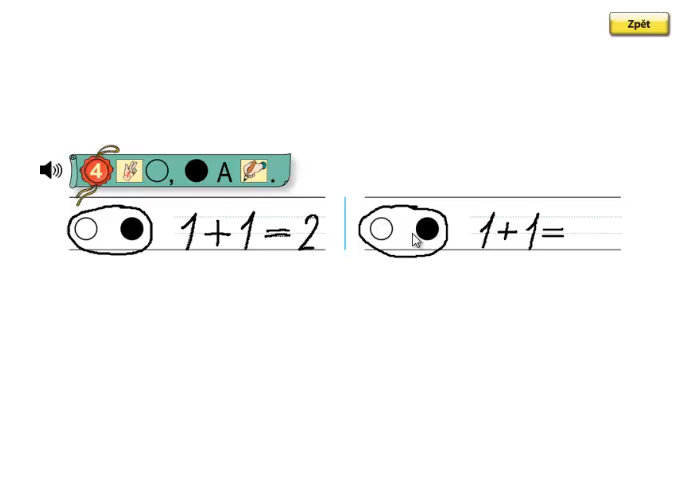 Zpět
4 , A .
1+1=2 1+1=